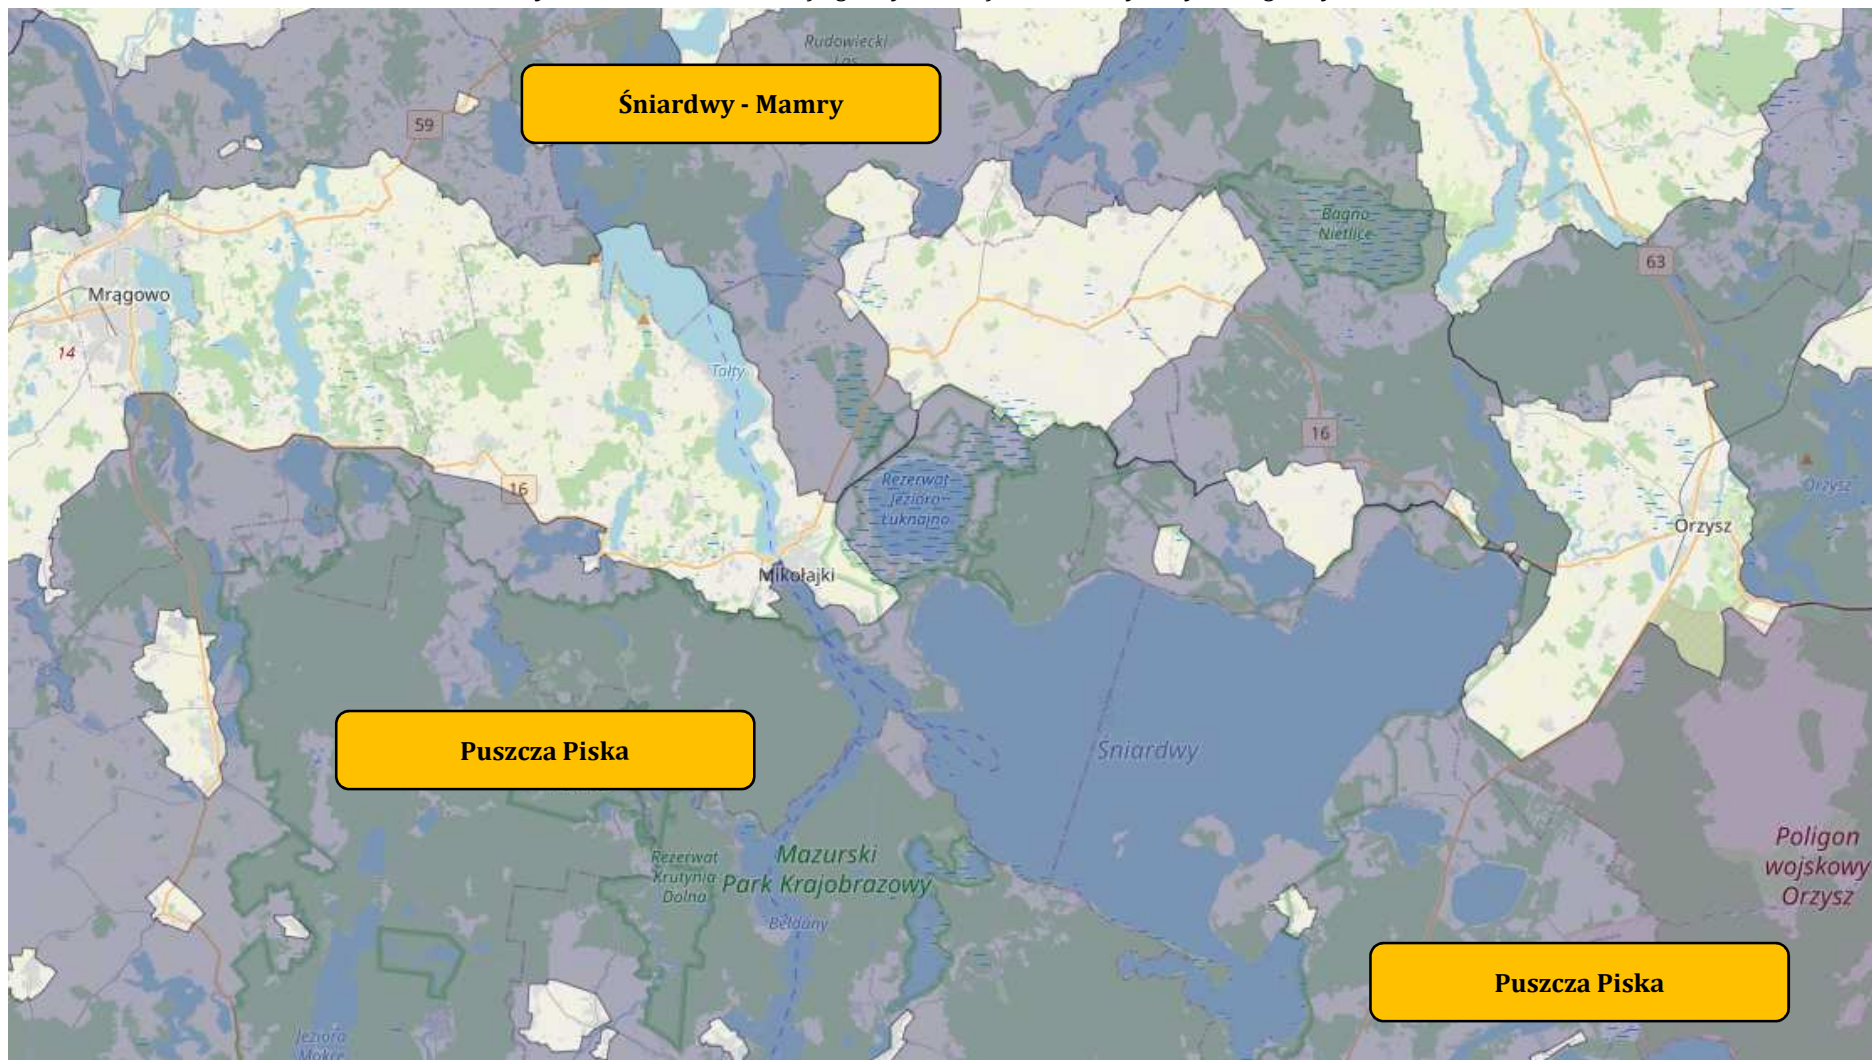 Rudowiecki
Śniardwy - Mamry
59
Bagno
Nietlice
63
Mrągowo
14
Tałty
16
Rezerwat
Jezioro
Łuknajno
16
Orzysz
Orzysz
Mikołajki
Puszcza Piska
Śniardwy
Rezerwat
Krutynia
Dolna
Mazurski
Park Krajobrazowy
Bełdany
Poligon
wojskowy
Orzysz
Puszcza Piska
Jezioro
Mokre